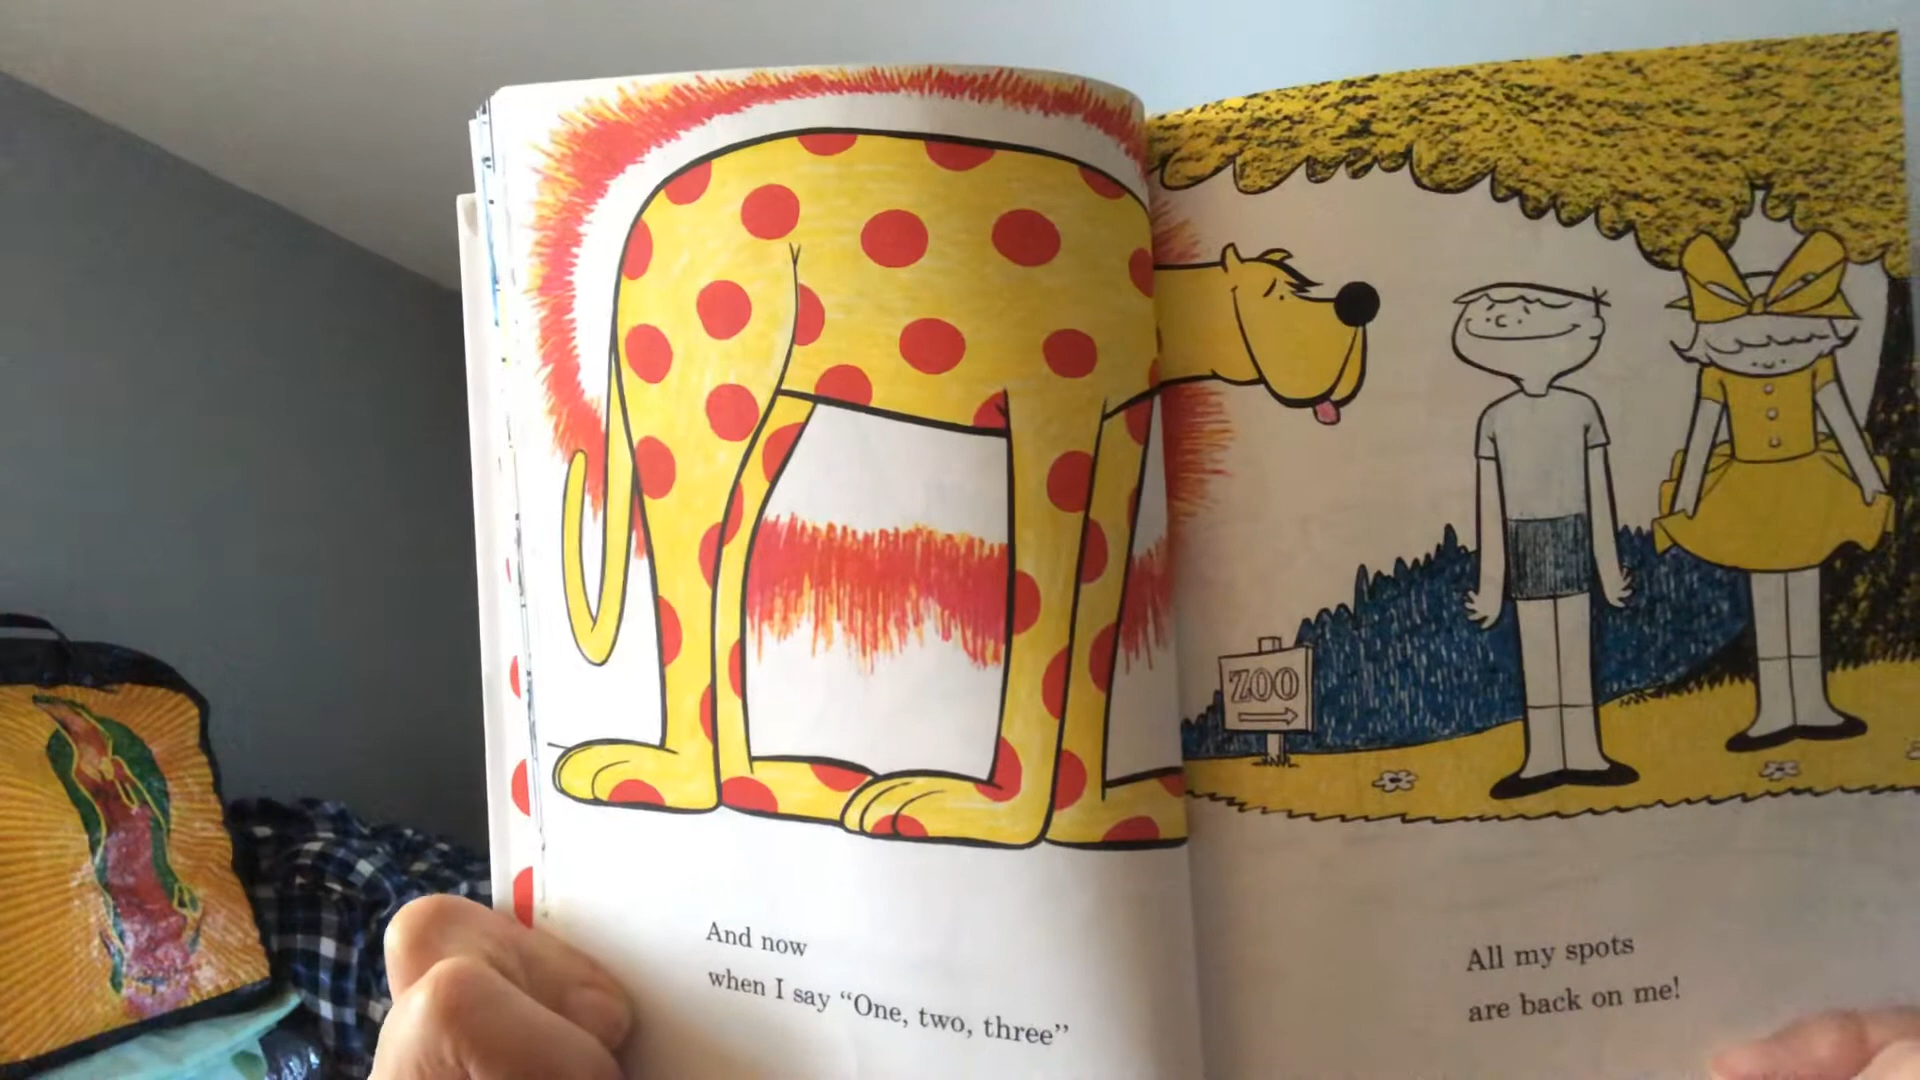 ZOO
And now
when I say “One, two, three”
All my spots
are back on me!